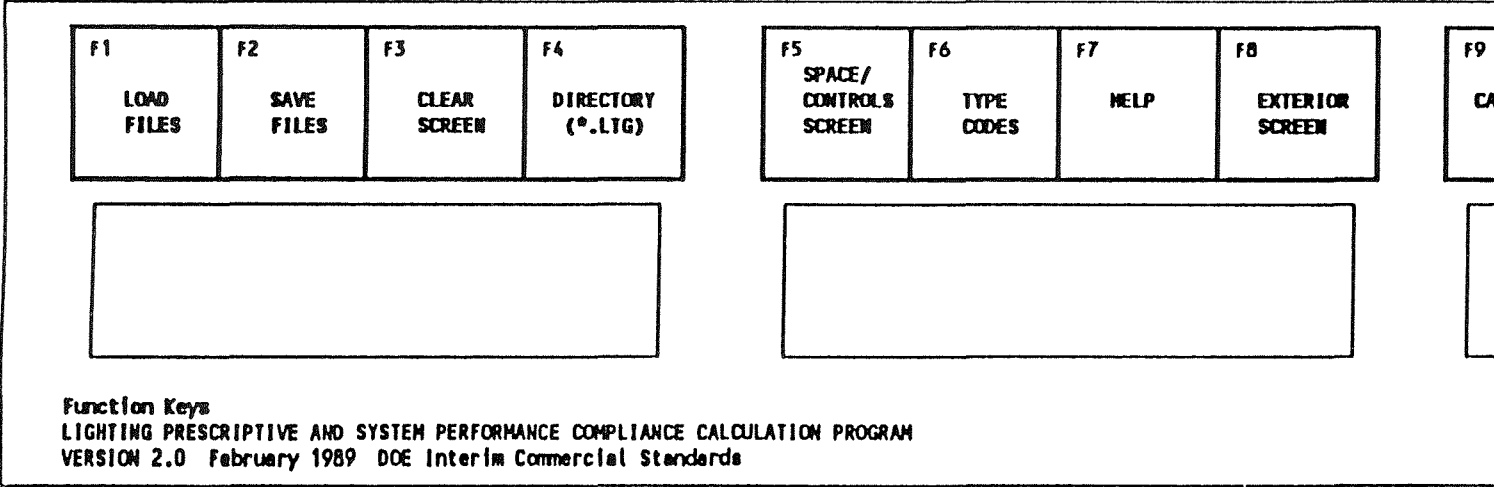 F1 F2 F3 F4 F5 F6 F7 F8 F9
SPACE/
LOAD SAVE CLEAR DIRECTORY CONTROLS TYPE HELP EXTERIOR CA
FILES FILES SCREEN (*.LTG) SCREEN CODES SCREEN
Function Keys
LIGHTING PRESCRIPTIVE AND SYSTEM PERFORMANCE COMPLIANCE CALCULATION PROGRAM
VERSION 2.0 February 1989 DOE Interim Commercial Standards